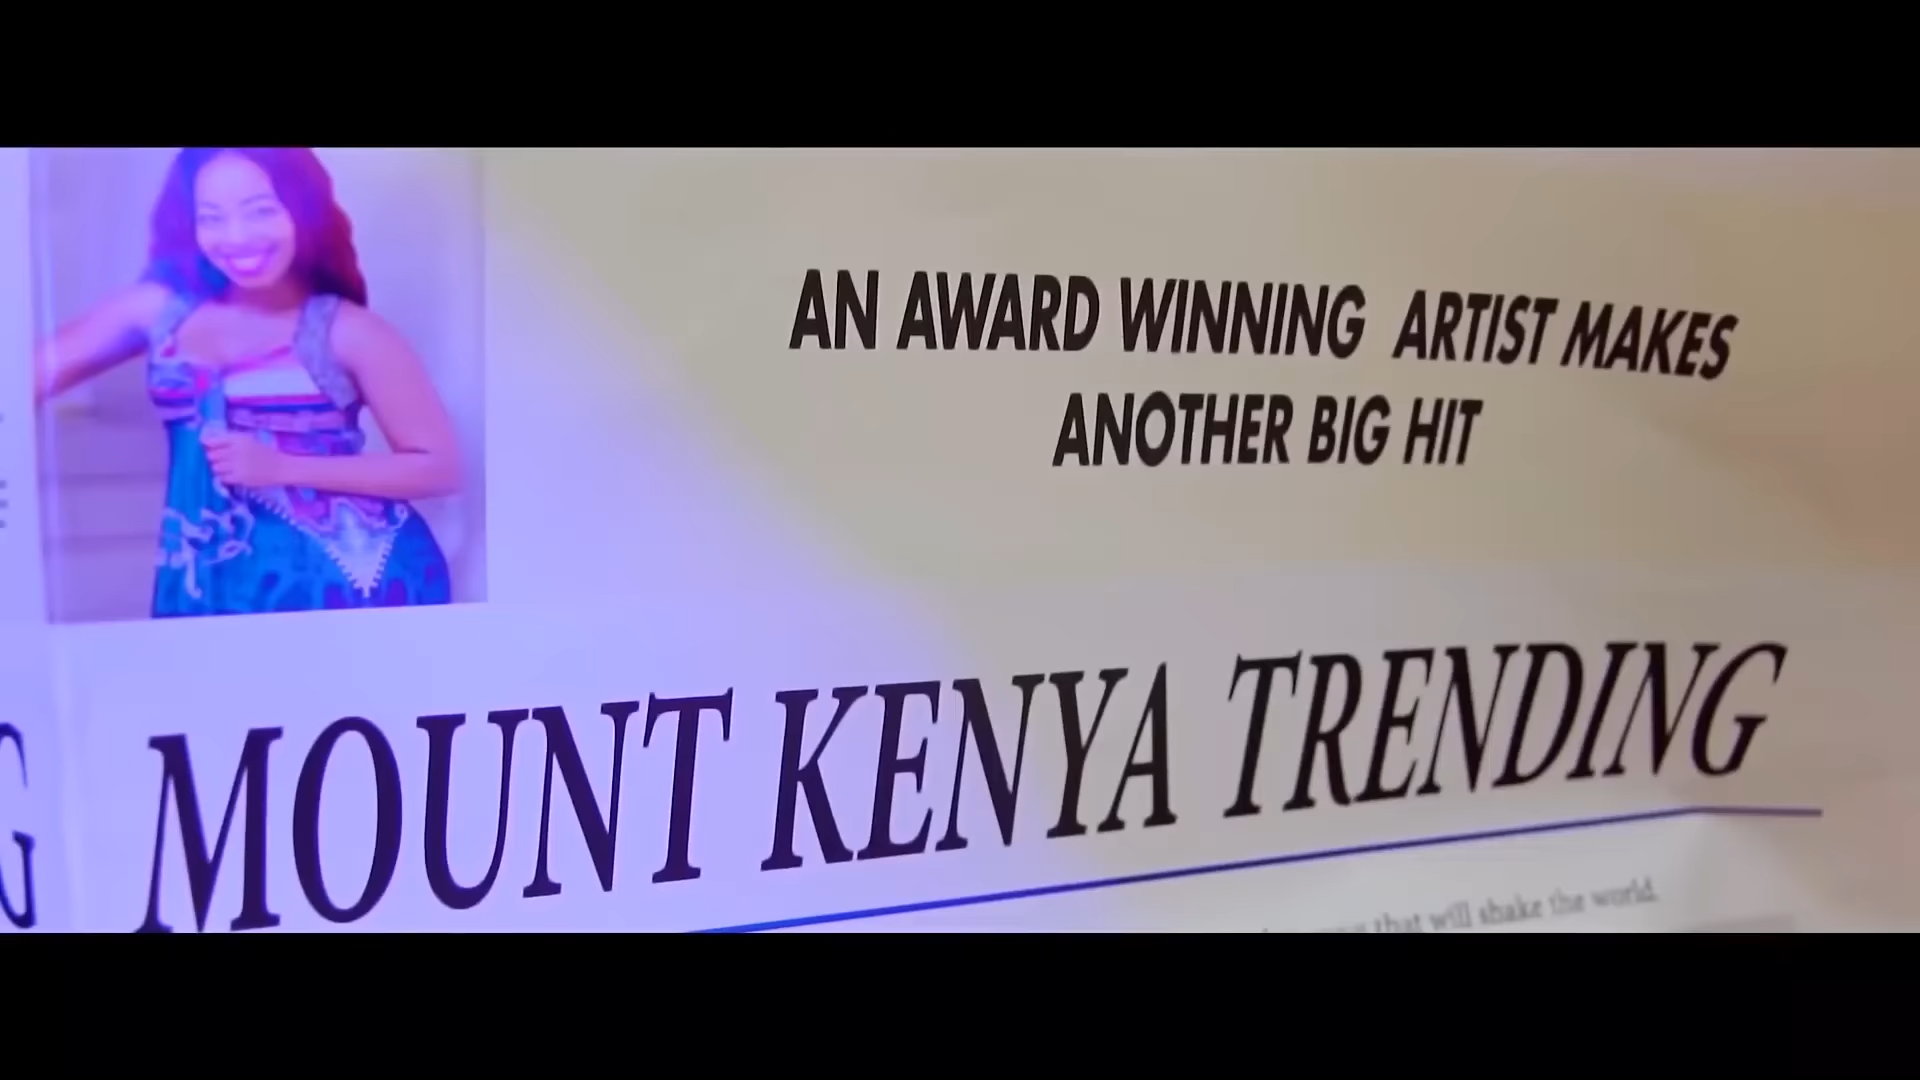 AN AWARD WINNING ARTIST MAKES
ANOTHER BIG HIT
MOUNT KENYA TRENDING
that will shake the world.